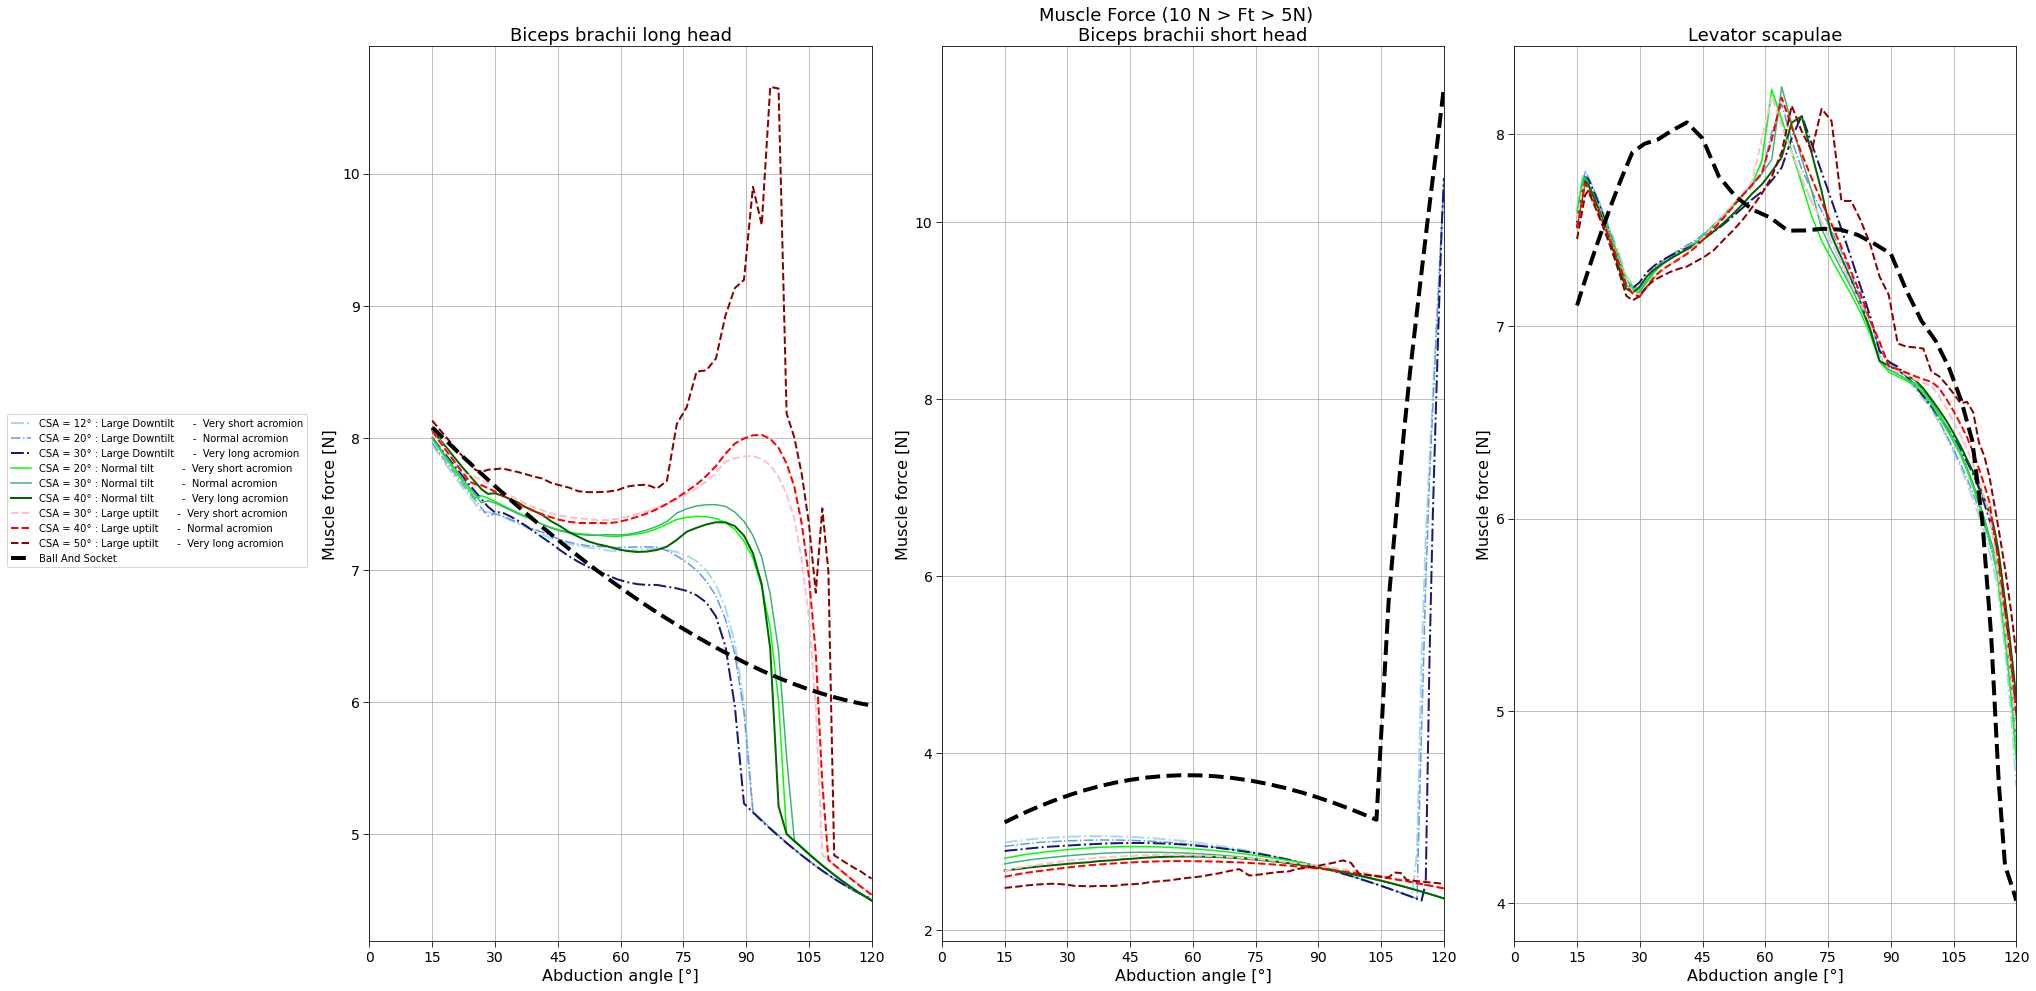 Muscle Force (10 N > Ft > 5N)
Biceps brachii long head
Biceps brachii short head
Levator scapulae
CSA = 12° : Large Downtilt - Very short acromion
CSA = 20° : Large Downtilt - Normal acromion
CSA = 30° : Large Downtilt - Very long acromion
CSA = 20° : Normal tilt - Very short acromion
CSA = 30° : Normal tilt - Normal acromion
CSA = 40° : Normal tilt - Very long acromion
CSA = 30° : Large uptilt - Very short acromion
CSA = 40° : Large uptilt - Normal acromion
CSA = 50° : Large uptilt - Very long acromion
Ball And Socket
Muscle force [N]
10
9
8
7
6
5
0 15 30 45 60 75 90 105 120
Abduction angle [°]
Muscle force [N]
10
8
6
4
2
0 15 30 45 60 75 90 105 120
Abduction angle [°]
Muscle force [N]
8
7
6
5
4
0 15 30 45 60 75 90 105 120
Abduction angle [°]